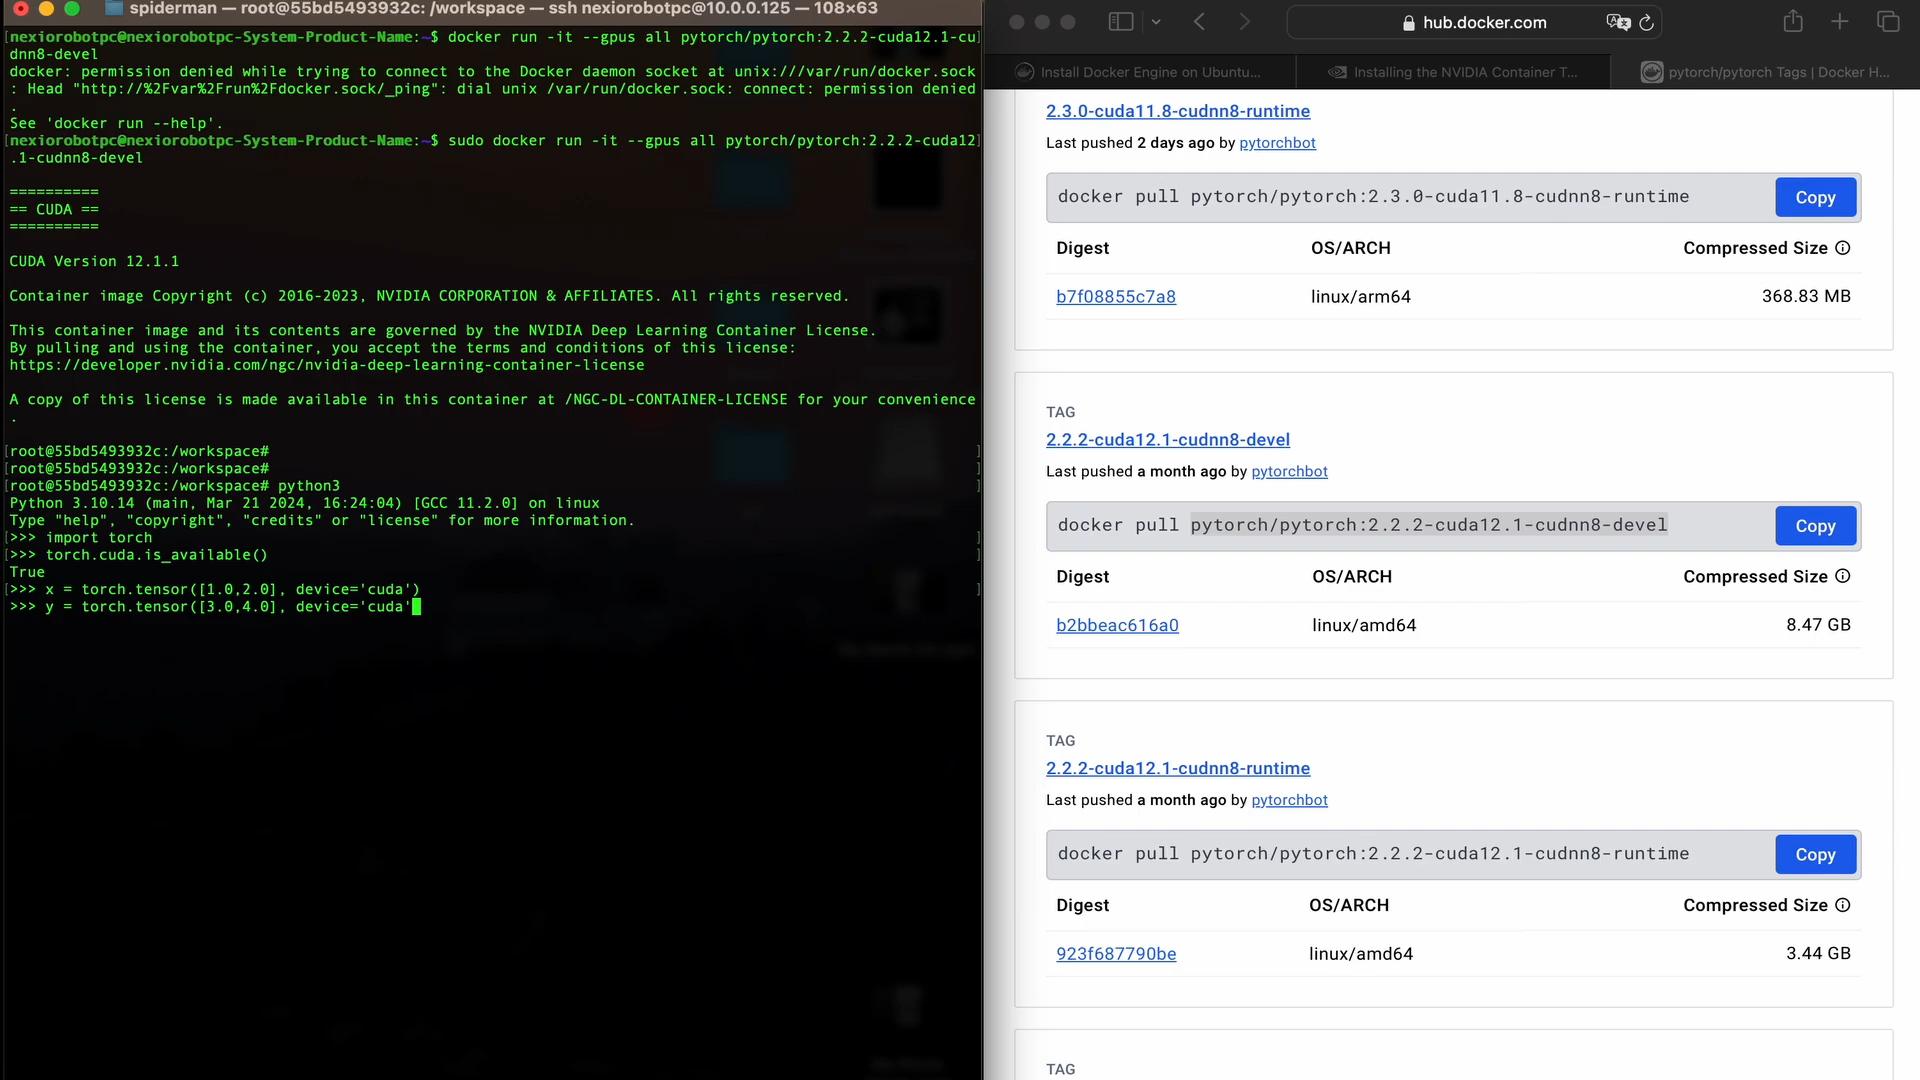 spiderman — root@55bd5493932c: /workspace — ssh nexiorobotpc@10.0.0.125 — 108×63
[nexiorobotpc@nexiorobotpc-System-Product-Name:~$ docker run -it --gpus all pytorch/pytorch:2.2.2-cuda12.1-cu]
dnn8-devel
docker: permission denied while trying to connect to the Docker daemon socket at unix:///var/run/docker.sock
: Head "http://%2Fvar%2Frun%2Fdocker.sock/_ping": dial unix /var/run/docker.sock: connect: permission denied
.
See 'docker run --help'.
[nexiorobotpc@nexiorobotpc-System-Product-Name:~$ sudo docker run -it --gpus all pytorch/pytorch:2.2.2-cuda12]
.1-cudnn8-devel
==========
== CUDA ==
==========
CUDA Version 12.1.1
Container image Copyright (c) 2016-2023, NVIDIA CORPORATION & AFFILIATES. All rights reserved.
This container image and its contents are governed by the NVIDIA Deep Learning Container License.
By pulling and using the container, you accept the terms and conditions of this license:
https://developer.nvidia.com/ngc/nvidia-deep-learning-container-license
A copy of this license is made available in this container at /NGC-DL-CONTAINER-LICENSE for your convenience
.
[root@55bd5493932c:/workspace# ]
[root@55bd5493932c:/workspace# ]
[root@55bd5493932c:/workspace# python3 ]
Python 3.10.14 (main, Mar 21 2024, 16:24:04) [GCC 11.2.0] on linux
Type "help", "copyright", "credits" or "license" for more information.
[>>> import torch ]
[>>> torch.cuda.is_available() ]
True
[>>> x = torch.tensor([1.0,2.0], device='cuda') ]
>>> y = torch.tensor([3.0,4.0], device='cuda'
hub.docker.com
Install Docker Engine on Ubuntu...
Installing the NVIDIA Container T...
pytorch/pytorch Tags | Docker H...
2.3.0-cuda11.8-cudnn8-runtime
Last pushed 2 days ago by pytorchbot
docker pull pytorch/pytorch:2.3.0-cuda11.8-cudnn8-runtime
Copy
Digest OS/ARCH Compressed Size
b7f08855c7a8 linux/arm64 368.83 MB
TAG
2.2.2-cuda12.1-cudnn8-devel
Last pushed a month ago by pytorchbot
docker pull pytorch/pytorch:2.2.2-cuda12.1-cudnn8-devel
Copy
Digest OS/ARCH Compressed Size
b2bbeac616a0 linux/amd64 8.47 GB
TAG
2.2.2-cuda12.1-cudnn8-runtime
Last pushed a month ago by pytorchbot
docker pull pytorch/pytorch:2.2.2-cuda12.1-cudnn8-runtime
Copy
Digest OS/ARCH Compressed Size
923f687790be linux/amd64 3.44 GB
TAG